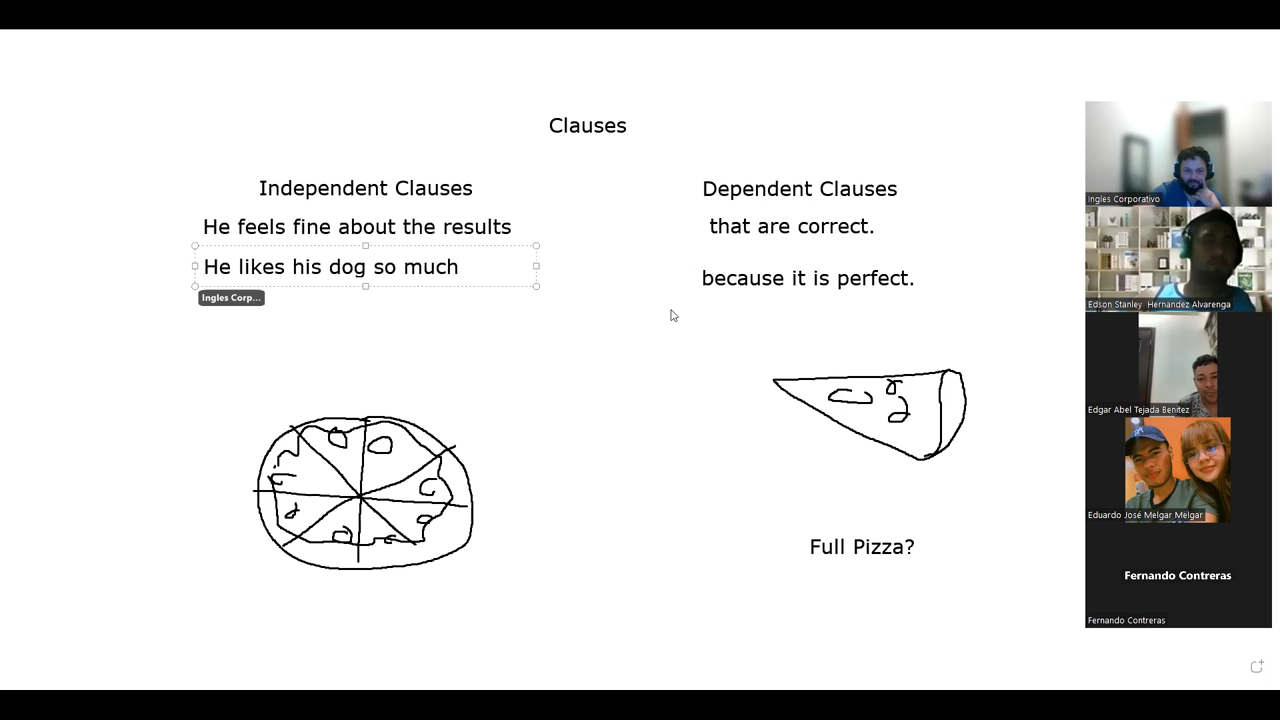 Clauses
Independent Clauses
He feels fine about the results
He likes his dog so much
Ingles Corp...
Dependent Clauses
that are correct.
because it is perfect.
Full Pizza?
Ingles Corporativo
Edson Stanley Hernandez Alvarenga
Edgar Abel Tejada Benitez
Eduardo José Melgar Melgar
Fernando Contreras
Fernando Contreras